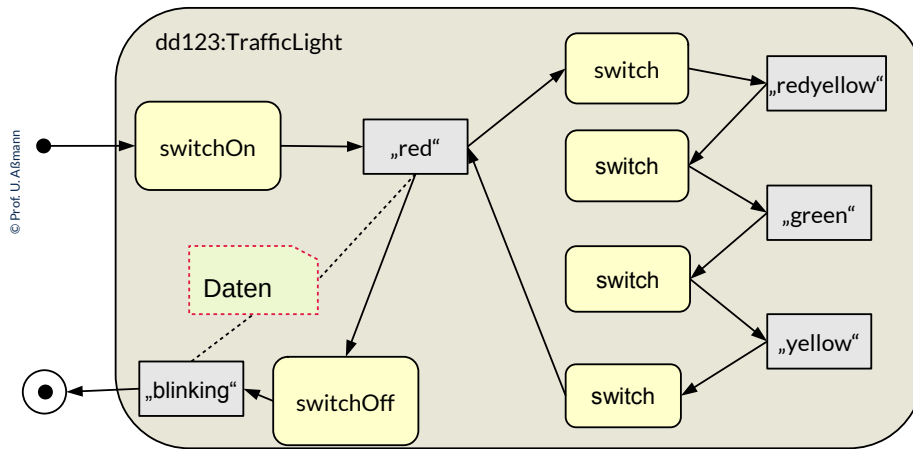 dd123:TrafficLight
switch
„redyellow“
switchOn
„red“
switch
„green“
switch
Daten
„yellow“
„blinking“
switchOff
switch
© Prof. U. Aßmann